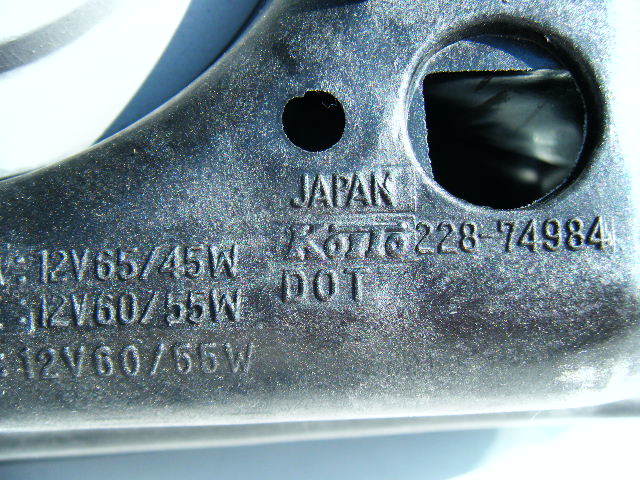 JAPAN
Koito 228-74984
DOT
: 12V65/45W
: 12V60/55W
: 12V60/55W